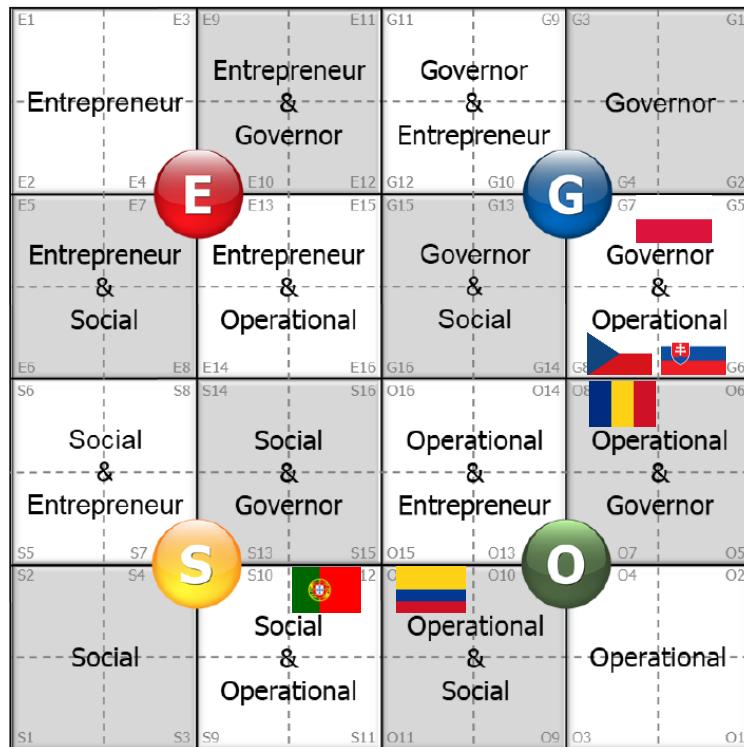 E1 E3 E9 E11 G11 G9 G3 G1
Entrepreneur
Entrepreneur
&
Governor
Governor
&
Entrepreneur
Governor
E2 E4 E10 E12 G12 G10 G4 G2
E
G
E5 E7 E13 E15 G15 G13 G7 G5
Entrepreneur
&
Social
Entrepreneur
&
Operational
Governor
&
Social
Governor
&
Operational
E6 E8 E14 E16 G16 G14 G8 G6
S6 S8 S14 S16 O16 O14 O8 O6
Social
&
Entrepreneur
Social
&
Governor
Operational
&
Entrepreneur
Operational
&
Governor
S5 S7 S13 S15 O15 O13 O7 O5
S
O
S2 S4 S10 12 O10 O4 O2
Social
Social
&
Operational
Operational
&
Social
Operational
S1 S3 S9 S11 O11 O9 O3 O1